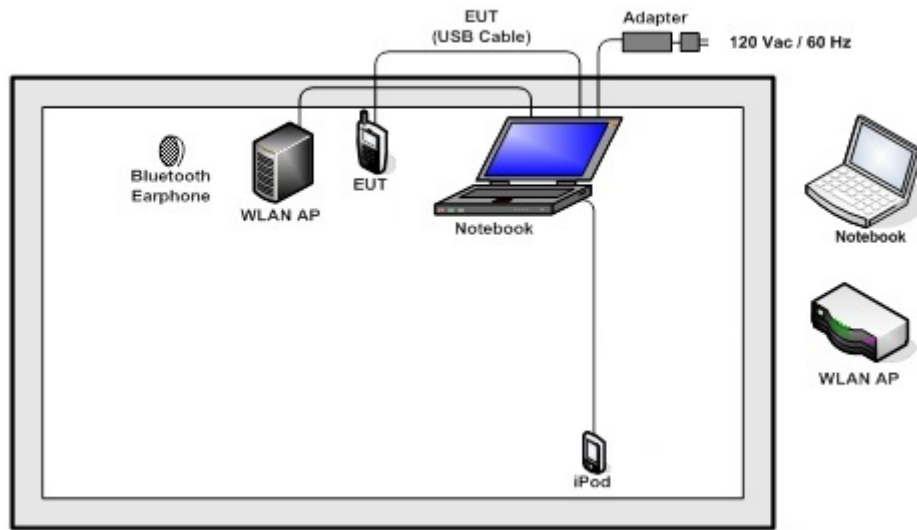 EUT
(USB Cable)
Adapter
120 Vac / 60 Hz
Bluetooth
Earphone
WLAN AP
EUT
Notebook
Notebook
WLAN AP
iPod